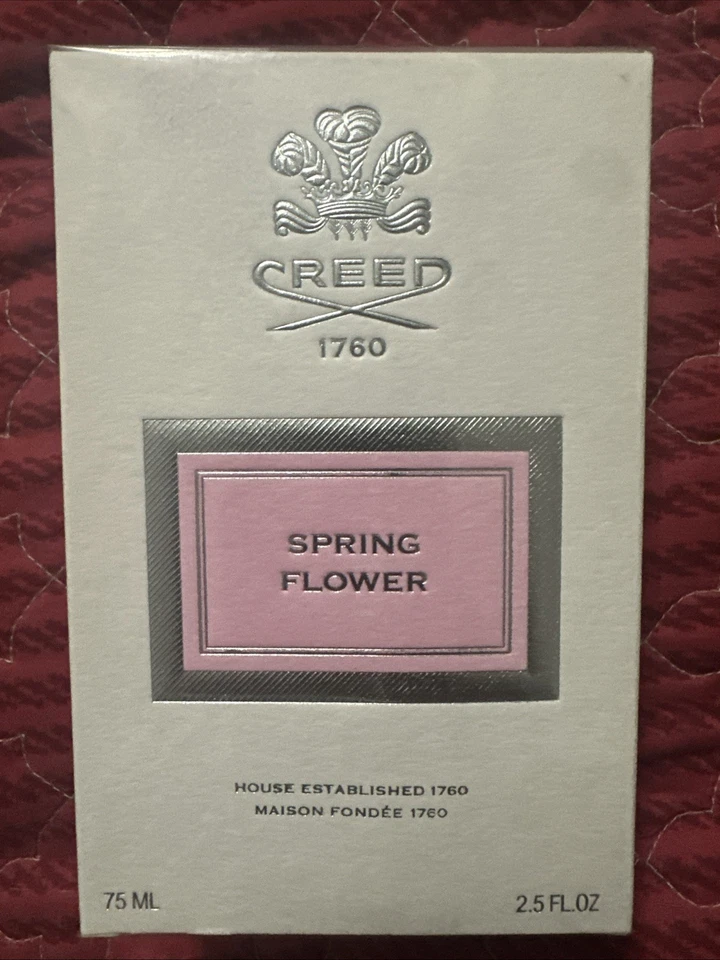 CREED
1760
SPRING
FLOWER
HOUSE ESTABLISHED 1760
MAISON FONDÉE 1760
75 ML
2.5 FL.OZ